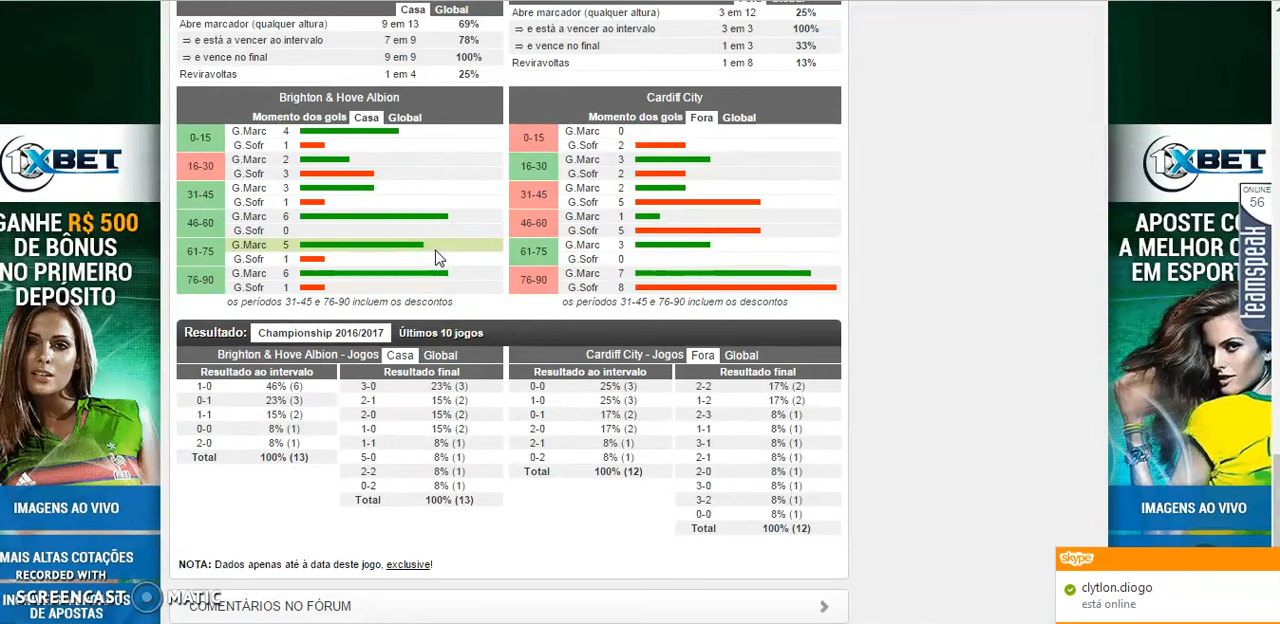 Casa Global
Abre marcador (qualquer altura) 9 em 13 69%
⇒ e está a vencer ao intervalo 7 em 9 78%
⇒ e vence no final 9 em 9 100%
Reviravoltas 1 em 4 25%
Abre marcador (qualquer altura) 3 em 12 25%
⇒ e está a vencer ao intervalo 3 em 3 100%
⇒ e vence no final 1 em 3 33%
Reviravoltas 1 em 8 13%
Brighton & Hove Albion
Momento dos gols Casa Global
0-15 G.Marc 4
G.Sofr 1
16-30 G.Marc 2
G.Sofr 3
31-45 G.Marc 3
G.Sofr 1
46-60 G.Marc 6
G.Sofr 0
61-75 G.Marc 5
G.Sofr 1
76-90 G.Marc 6
G.Sofr 1
os períodos 31-45 e 76-90 incluem os descontos
Cardiff City
Momento dos gols Fora Global
0-15 G.Marc 0
G.Sofr 2
16-30 G.Marc 3
G.Sofr 2
31-45 G.Marc 2
G.Sofr 5
46-60 G.Marc 1
G.Sofr 5
61-75 G.Marc 3
G.Sofr 0
76-90 G.Marc 7
G.Sofr 8
os períodos 31-45 e 76-90 incluem os descontos
Resultado: Championship 2016/2017 Últimos 10 jogos
Brighton & Hove Albion - Jogos Casa Global
Resultado ao intervalo
1-0 46% (6)
0-1 23% (3)
1-1 15% (2)
0-0 8% (1)
2-0 8% (1)
Total 100% (13)
Resultado final
3-0 23% (3)
2-1 15% (2)
2-0 15% (2)
1-0 15% (2)
1-1 8% (1)
5-0 8% (1)
2-2 8% (1)
0-2 8% (1)
Total 100% (13)
Cardiff City - Jogos Fora Global
Resultado ao intervalo
0-0 25% (3)
1-0 25% (3)
0-1 17% (2)
2-0 17% (2)
2-1 8% (1)
0-2 8% (1)
Total 100% (12)
Resultado final
2-2 17% (2)
1-2 17% (2)
2-3 8% (1)
1-1 8% (1)
3-1 8% (1)
2-1 8% (1)
2-0 8% (1)
3-0 8% (1)
3-2 8% (1)
0-0 8% (1)
Total 100% (12)
NOTA: Dados apenas até à data deste jogo, exclusive!
COMENTÁRIOS NO FÓRUM
1XBET
GANHE R$ 500
DE BÔNUS
NO PRIMEIRO
DEPÓSITO
IMAGENS AO VIVO
MAIS ALTAS COTAÇÕES
RECORDED WITH
SCREENCAST MATIC
DE APOSTAS
1XBET
APOSTE CO
A MELHOR
EM ESPORT
IMAGENS AO VIVO
ONLINE
56
teamspeak
skype
clytlon.diogo
está online